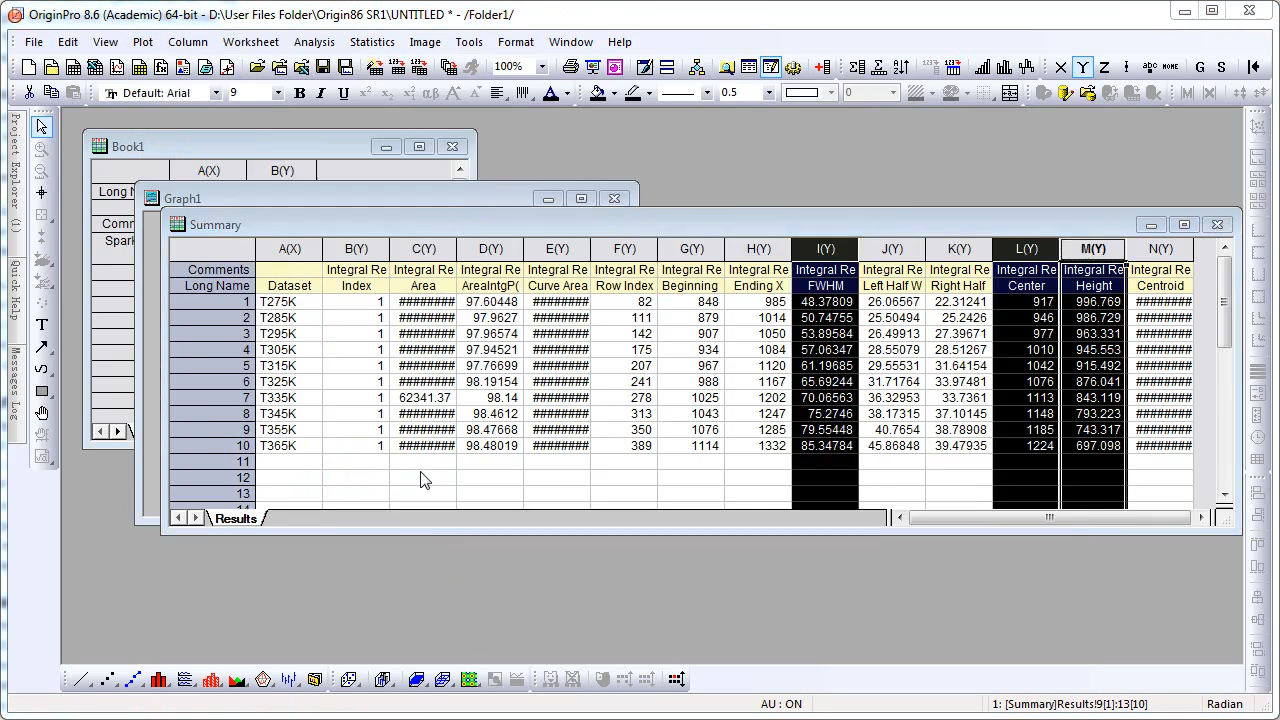 OriginPro 8.6 (Academic) 64-bit - D:\User Files Folder\Origin86 SR1\UNTITLED * - /Folder1/
File Edit View Plot Column Worksheet Analysis Statistics Image Tools Format Window Help
100% X Y Z G S
Default: Arial 9 B I U 0.5 0
Project Explorer (1)
Quick Help
Messages Log
Book1
A(X) B(Y)
Long N
Comm
Spark
Graph1
Summary
A(X) B(Y) C(Y) D(Y) E(Y) F(Y) G(Y) H(Y) I(Y) J(Y) K(Y) L(Y) M(Y) N(Y)
Comments Integral Re Integral Re Integral Re Integral Re Integral Re Integral Re Integral Re Integral Re Integral Re Integral Re Integral Re Integral Re Integral Re
Long Name Dataset Index Area AreaIntgP( Curve Area Row Index Beginning Ending X FWHM Left Half W Right Half Center Height Centroid
1 T275K 1 ######## 97.60448 ######## 82 848 985 48.37809 26.06567 22.31241 917 996.769 ########
2 T285K 1 ######## 97.9627 ######## 111 879 1014 50.74755 25.50494 25.2426 946 986.729 ########
3 T295K 1 ######## 97.96574 ######## 142 907 1050 53.89584 26.49913 27.39671 977 963.331 ########
4 T305K 1 ######## 97.94521 ######## 175 934 1084 57.06347 28.55079 28.51267 1010 945.553 ########
5 T315K 1 ######## 97.76699 ######## 207 967 1120 61.19685 29.55531 31.64154 1042 915.492 ########
6 T325K 1 ######## 98.19154 ######## 241 988 1167 65.69244 31.71764 33.97481 1076 876.041 ########
7 T335K 1 62341.37 98.14 ######## 278 1025 1202 70.06563 36.32953 33.7361 1113 843.119 ########
8 T345K 1 ######## 98.4612 ######## 313 1043 1247 75.2746 38.17315 37.10145 1148 793.223 ########
9 T355K 1 ######## 98.47668 ######## 350 1076 1285 79.55448 40.7654 38.78908 1185 743.317 ########
10 T365K 1 ######## 98.48019 ######## 389 1114 1332 85.34784 45.86848 39.47935 1224 697.098 ########
11
12
13
Results
AU : ON 1: [Summary]Results!9[1]:13[10] Radian